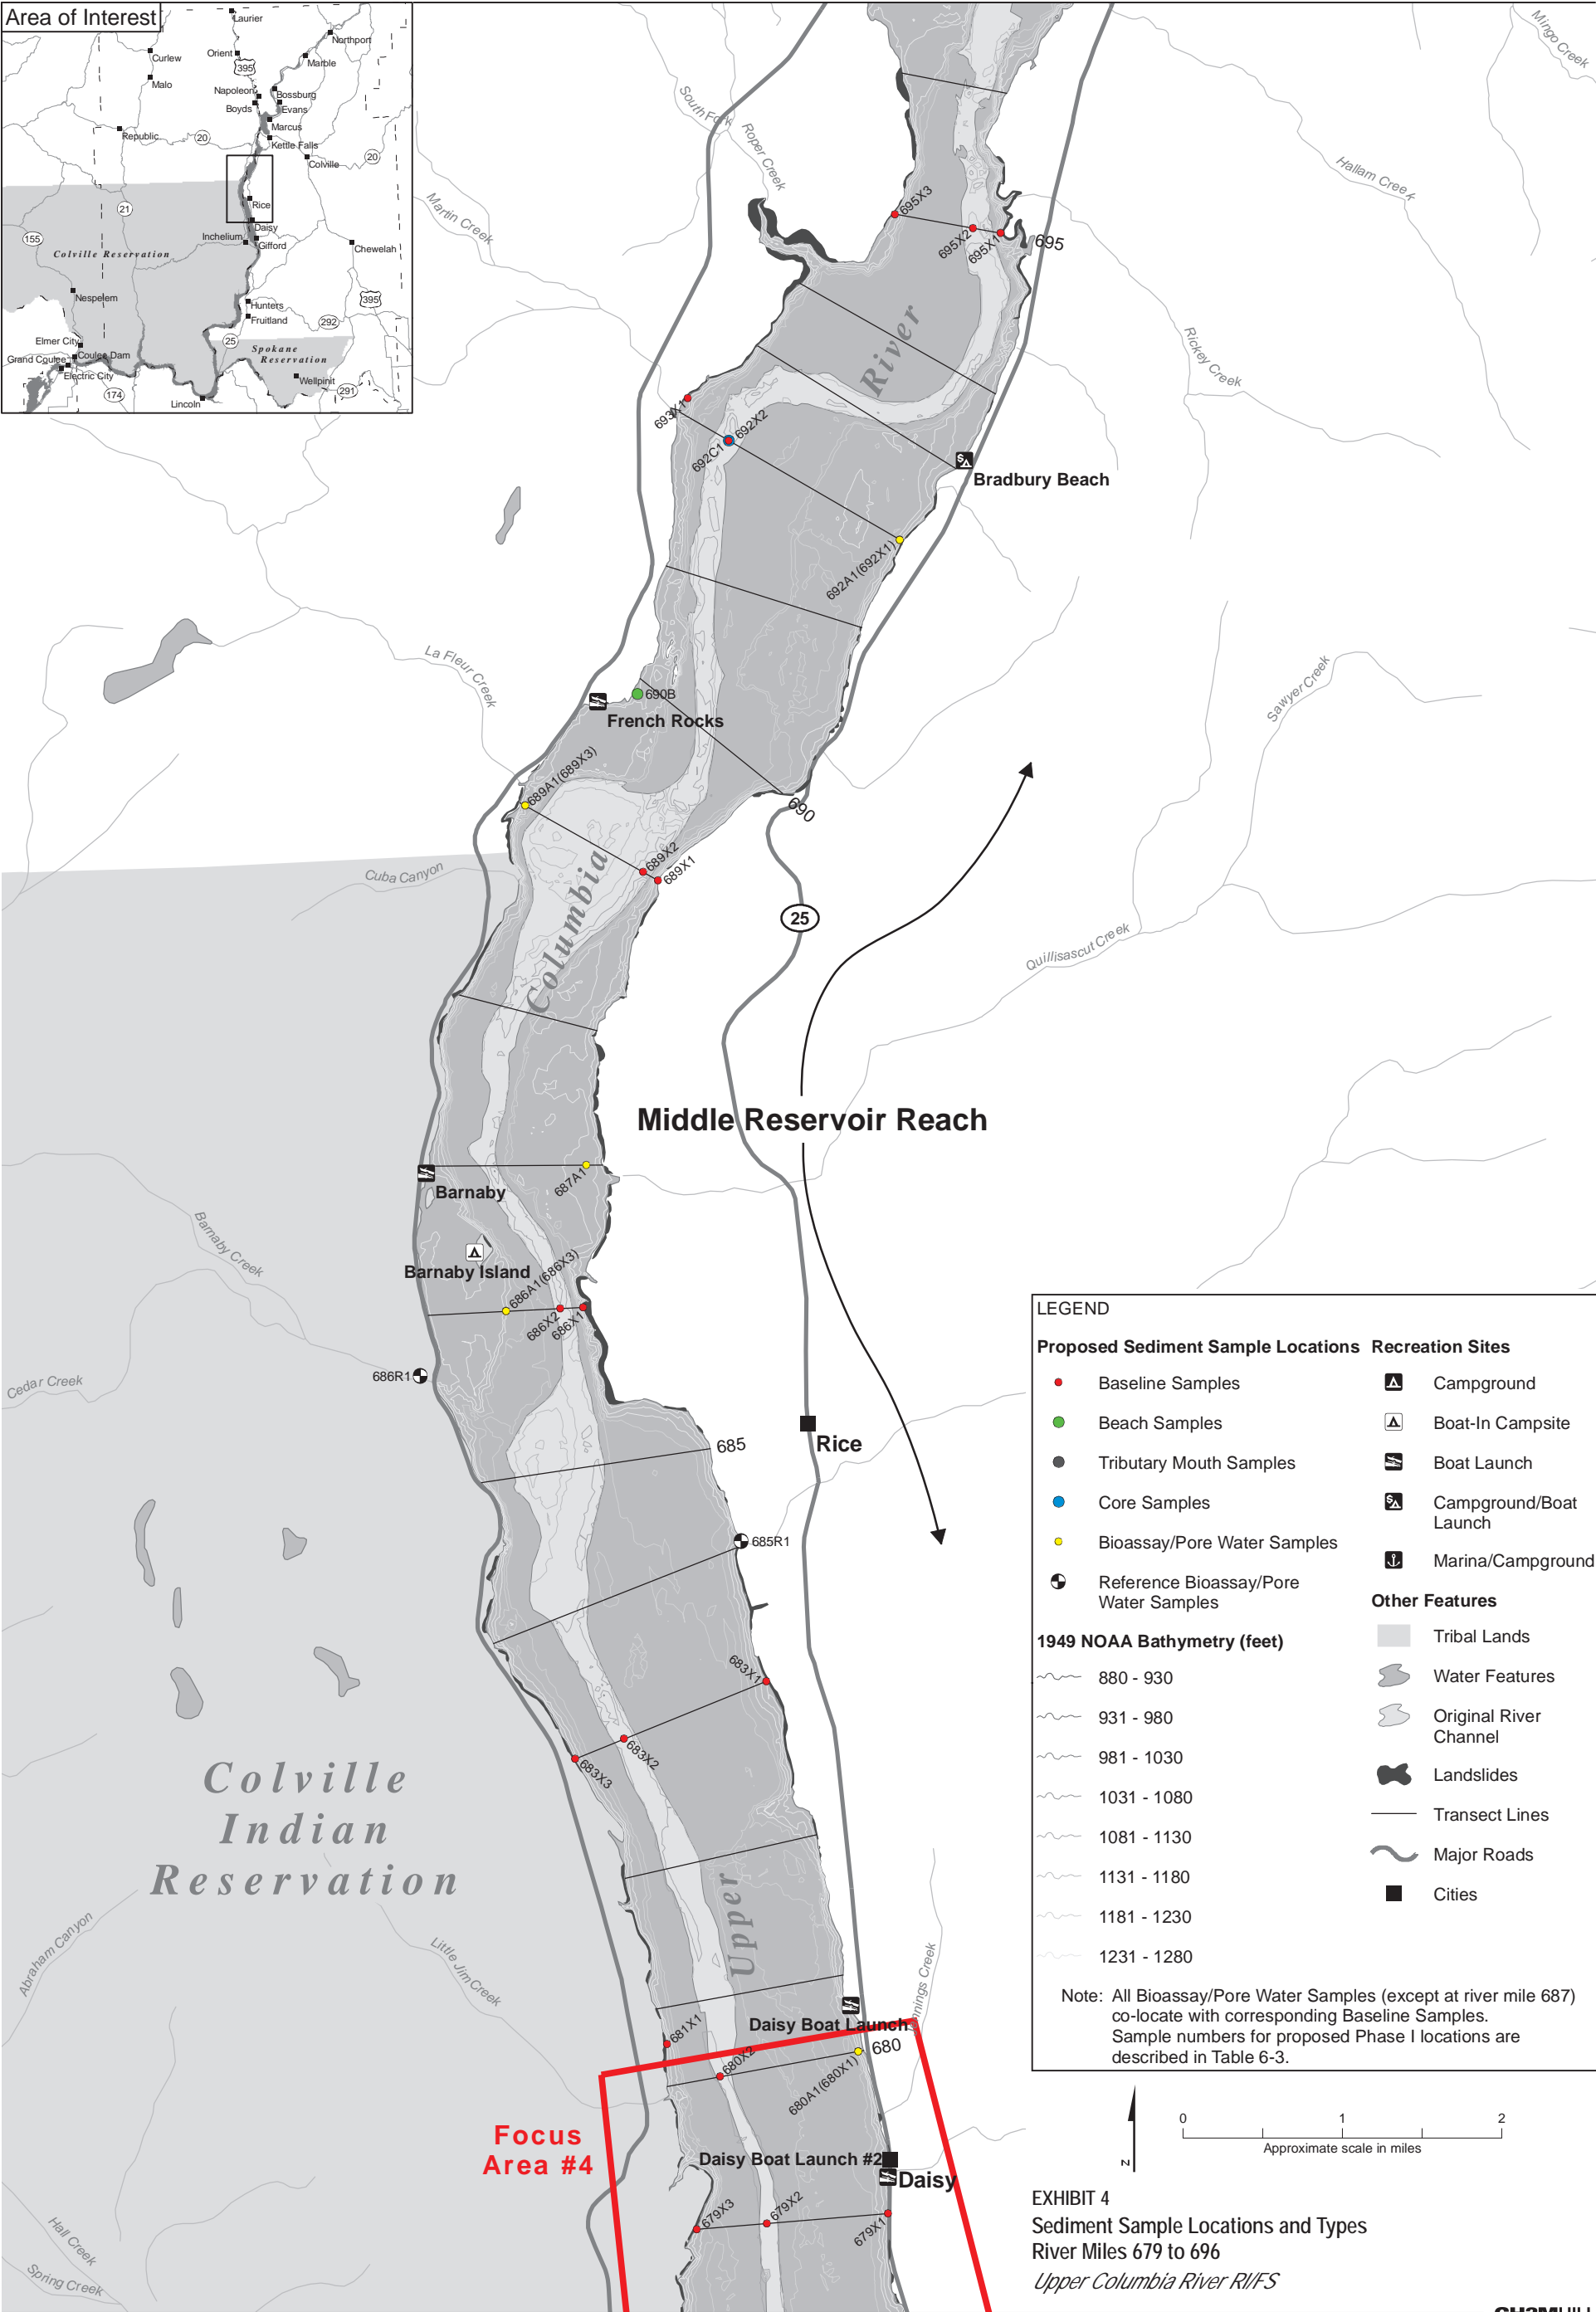 Area of Interest
Laurier
Northport
Curlew
Orient
395
Marble
Malo
Napoleon
Bossburg
Boyds
Evans
Marcus
Republic
20
Kettle Falls
Colville
20
21
Rice
155
Daisy
Inchelium
Gifford
Chewelah
Colville Reservation
Nespelem
395
Hunters
Fruitland
292
Elmer City
25
Spokane
Reservation
Grand Coulee
Coulee Dam
Electric City
Wellpinit
174
291
Lincoln
Mingo Creek
South Fork
Roper Creek
Hallam Creek
Martin Creek
695X3
695X2
695X1
695
River
Rickey Creek
693X1
692X2
692C1
Bradbury Beach
692A1(692X1)
La Fleur Creek
Sawyer Creek
690B
French Rocks
689A1(689X3)
690
689X2
689X1
Cuba Canyon
Columbia
25
Quillisascut Creek
Middle Reservoir Reach
687A1
Barnaby
Barnaby Creek
Barnaby Island
686A1(686X3)
686X2
686X1
686R1
Cedar Creek
685
Rice
685R1
683X1
683X2
683X3
Colville
Indian
Reservation
Upper
Abraham Canyon
Little Jim Creek
681X1
Daisy Boat Launch
680X2
680
680A1(680X1)
Focus
Area #4
Daisy Boat Launch #2
Daisy
679X3
679X2
679X1
Hall Creek
Spring Creek
LEGEND
Proposed Sediment Sample Locations
Baseline Samples
Beach Samples
Tributary Mouth Samples
Core Samples
Bioassay/Pore Water Samples
Reference Bioassay/Pore
Water Samples
1949 NOAA Bathymetry (feet)
880 - 930
931 - 980
981 - 1030
1031 - 1080
1081 - 1130
1131 - 1180
1181 - 1230
1231 - 1280
Recreation Sites
Campground
Boat-In Campsite
Boat Launch
Campground/Boat
Launch
Marina/Campground
Other Features
Tribal Lands
Water Features
Original River
Channel
Landslides
Transect Lines
Major Roads
Cities
Note: All Bioassay/Pore Water Samples (except at river mile 687)
co-locate with corresponding Baseline Samples.
Sample numbers for proposed Phase I locations are
described in Table 6-3.
N
0 1 2
Approximate scale in miles
EXHIBIT 4
Sediment Sample Locations and Types
River Miles 679 to 696
Upper Columbia River RI/FS